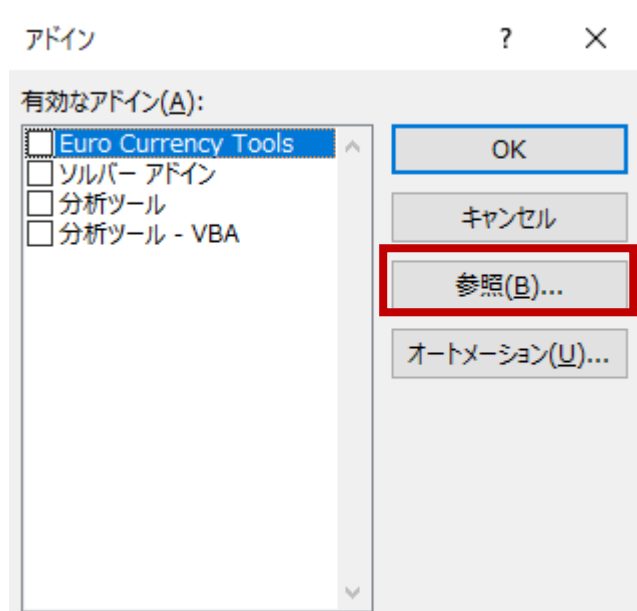 アドイン ?
有効なアドイン(A):
Euro Currency Tools
ソルバー アドイン
分析ツール
分析ツール - VBA
OK
キャンセル
参照(B)...
オートメーション(U)...